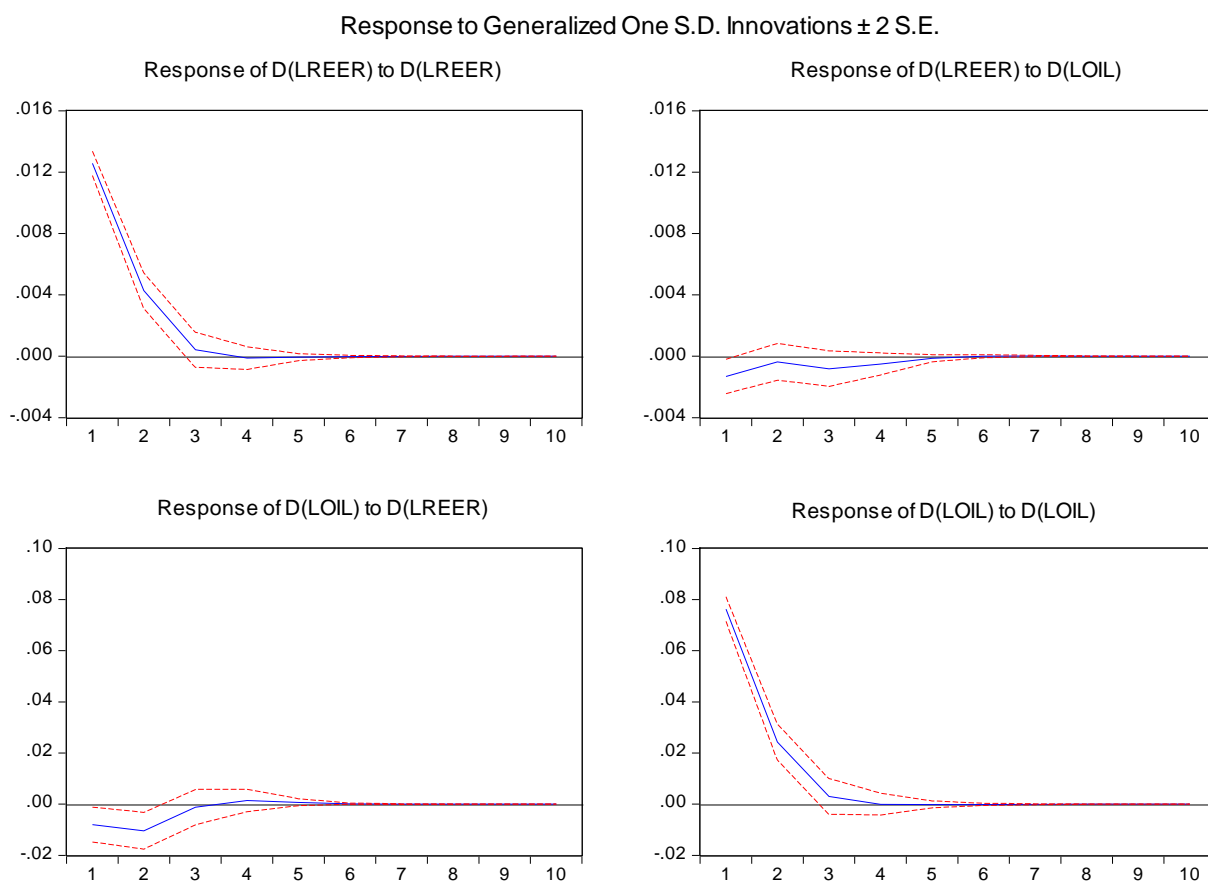 Response to Generalized One S.D. Innovations ± 2 S.E.
Response of D(LREER) to D(LREER)
.016
.012
.008
.004
.000
-.004
1 2 3 4 5 6 7 8 9 10
Response of D(LREER) to D(LOIL)
.016
.012
.008
.004
.000
-.004
1 2 3 4 5 6 7 8 9 10
Response of D(LOIL) to D(LREER)
.10
.08
.06
.04
.02
.00
-.02
1 2 3 4 5 6 7 8 9 10
Response of D(LOIL) to D(LOIL)
.10
.08
.06
.04
.02
.00
-.02
1 2 3 4 5 6 7 8 9 10